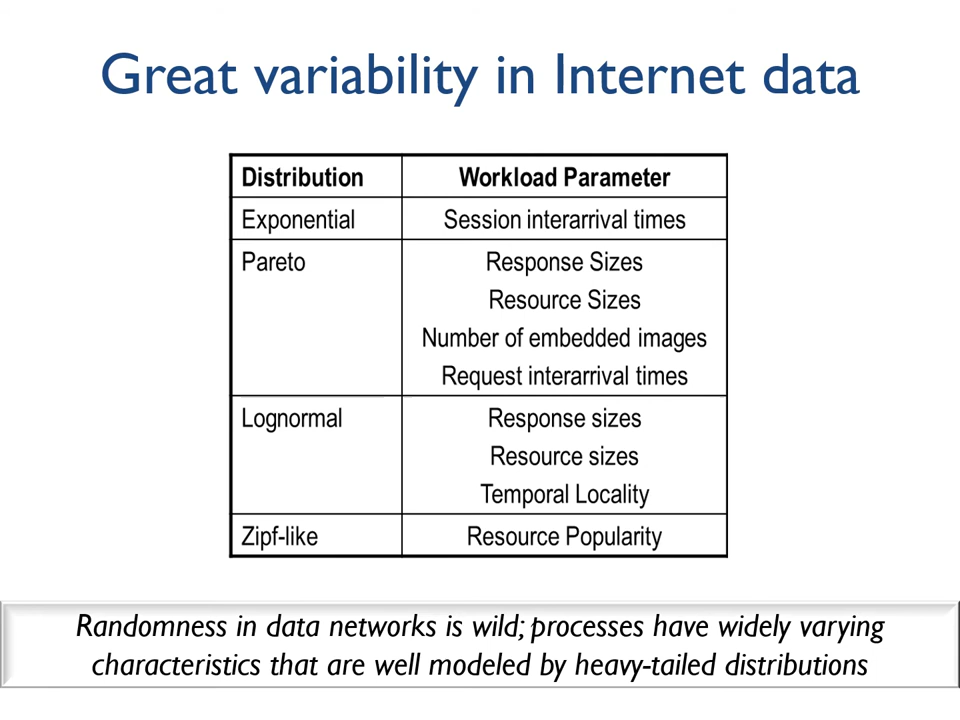 Great variability in Internet data
Distribution Workload Parameter
Exponential Session interarrival times
Pareto Response Sizes
Resource Sizes
Number of embedded images
Request interarrival times
Lognormal Response sizes
Resource sizes
Temporal Locality
Zipf-like Resource Popularity
Randomness in data networks is wild; processes have widely varying
characteristics that are well modeled by heavy-tailed distributions